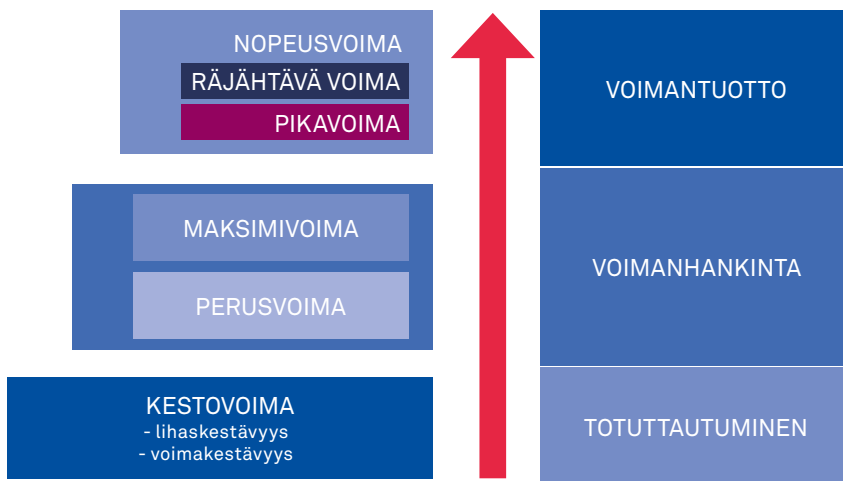 NOPEUSVOIMA
RÄJÄHTÄVÄ VOIMA
PIKAVOIMA
MAKSIMIVOIMA
PERUSVOIMA
KESTOVOIMA
- lihaskestävyys
- voimakestävyys
VOIMANTUOTTO
VOIMANHANKINTA
TOTUTTAUTUMINEN